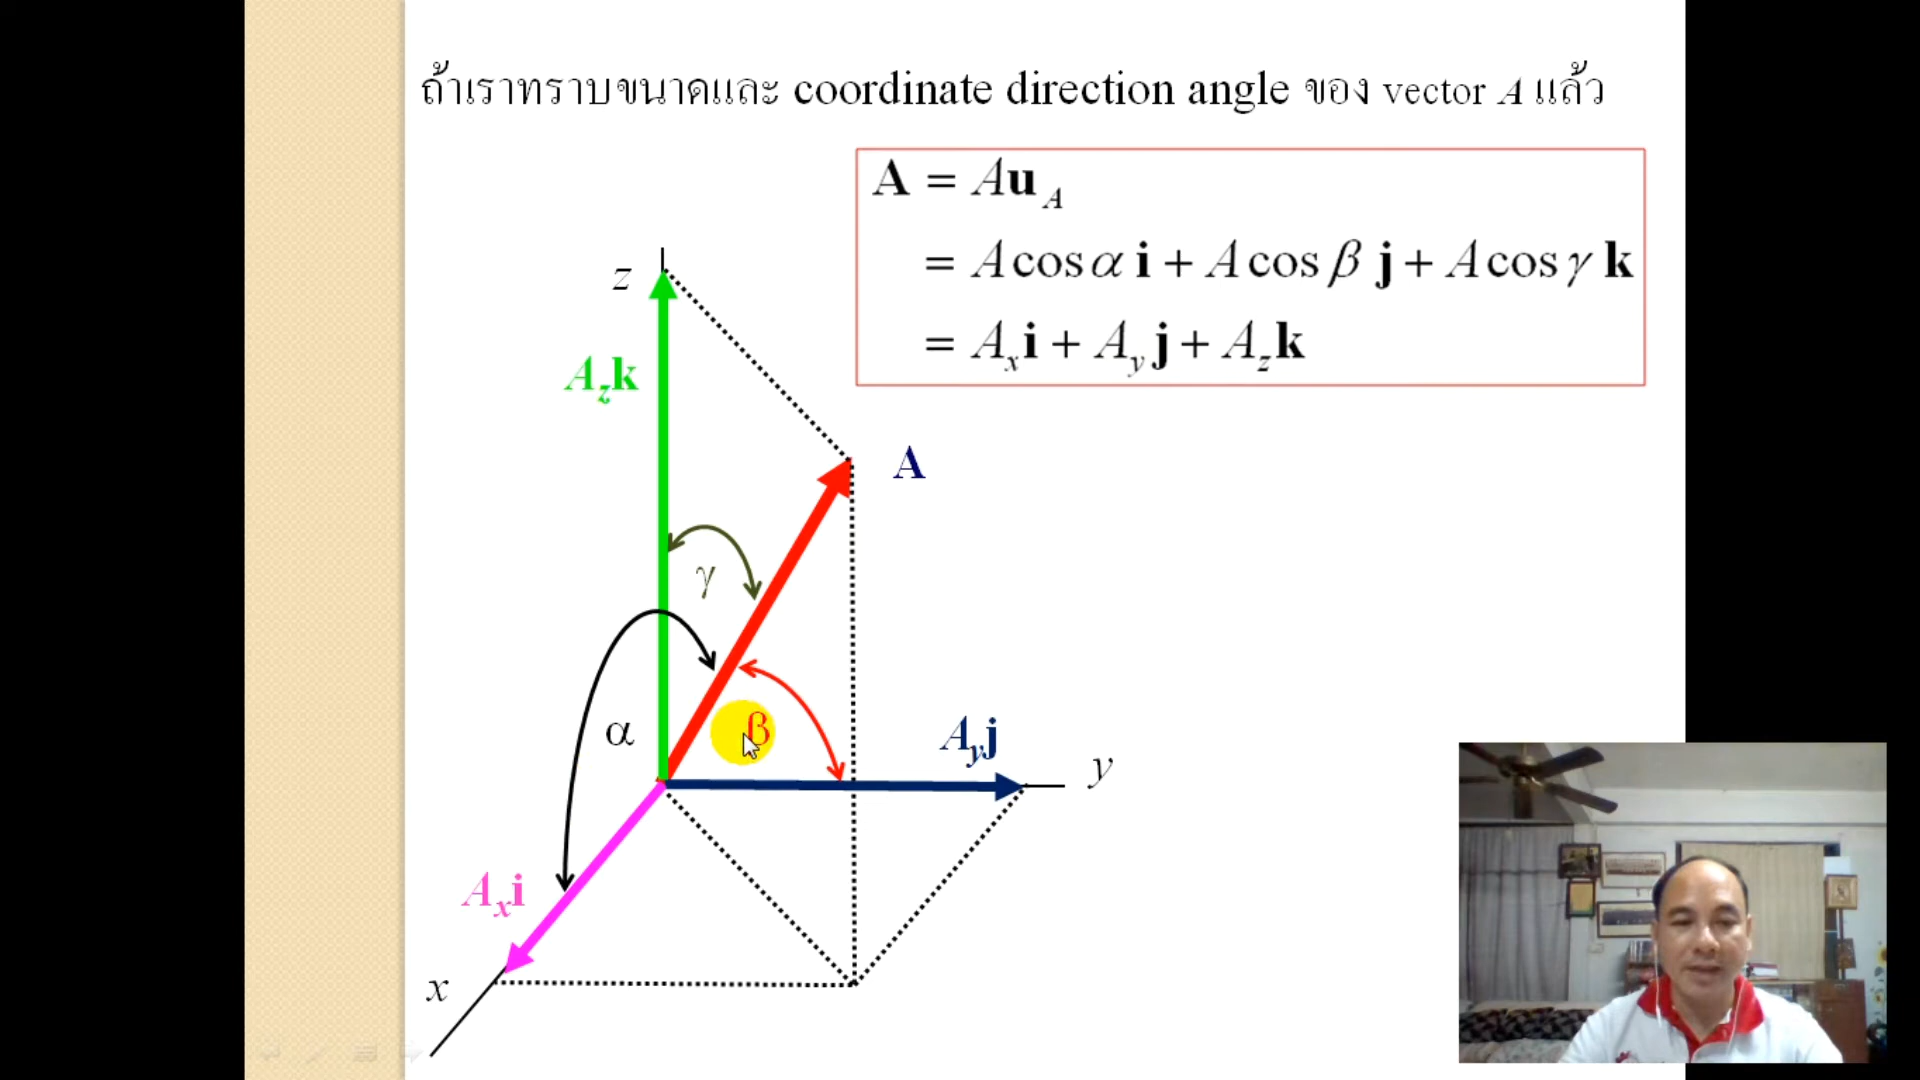 ถ้าเราทราบขนาดและ coordinate direction angle ของ vector A แล้ว
A = Au_A
= A cos α i + A cos β j + A cos γ k
= A_x i + A_y j + A_z k
z
A_z k
A
γ
α
β
A_y j
y
A_x i
x